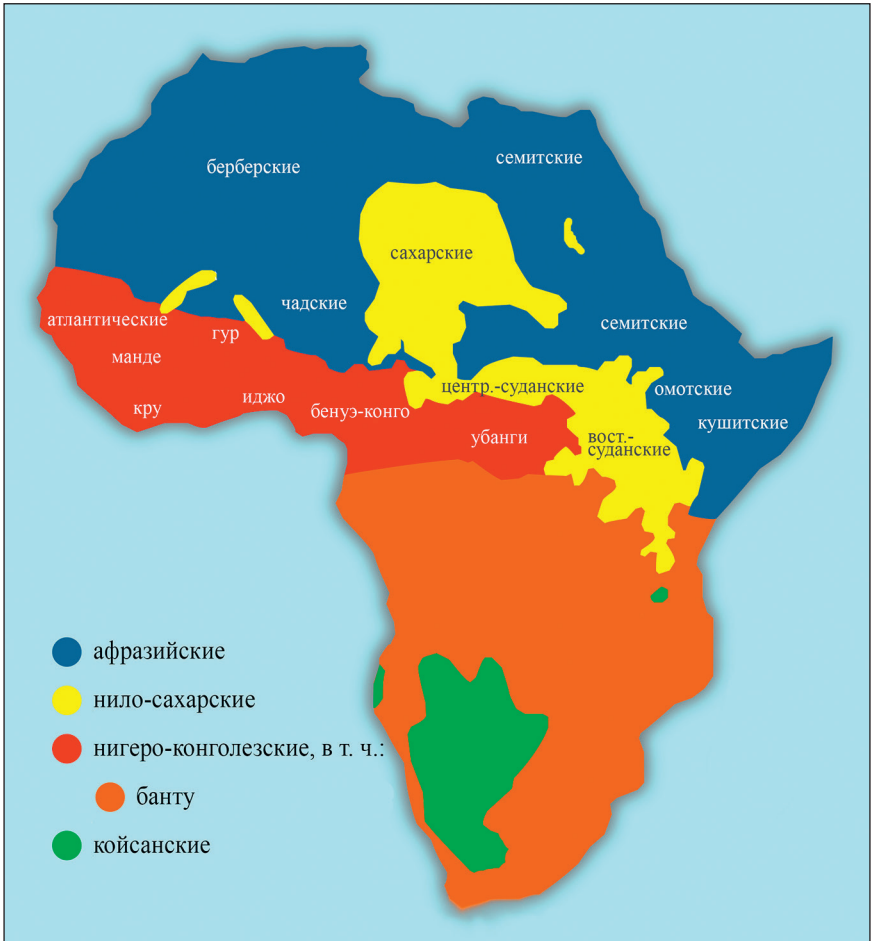 берберские
семитские
сахарские
чадские
атлантические
гур
семитские
манде
центр.-суданские
омотские
кру
иджо
бенуэ-конго
кушитские
убанги
вост.-
суданские
афразийские
нило-сахарские
нигеро-конголезские, в т. ч.:
банту
койсанские